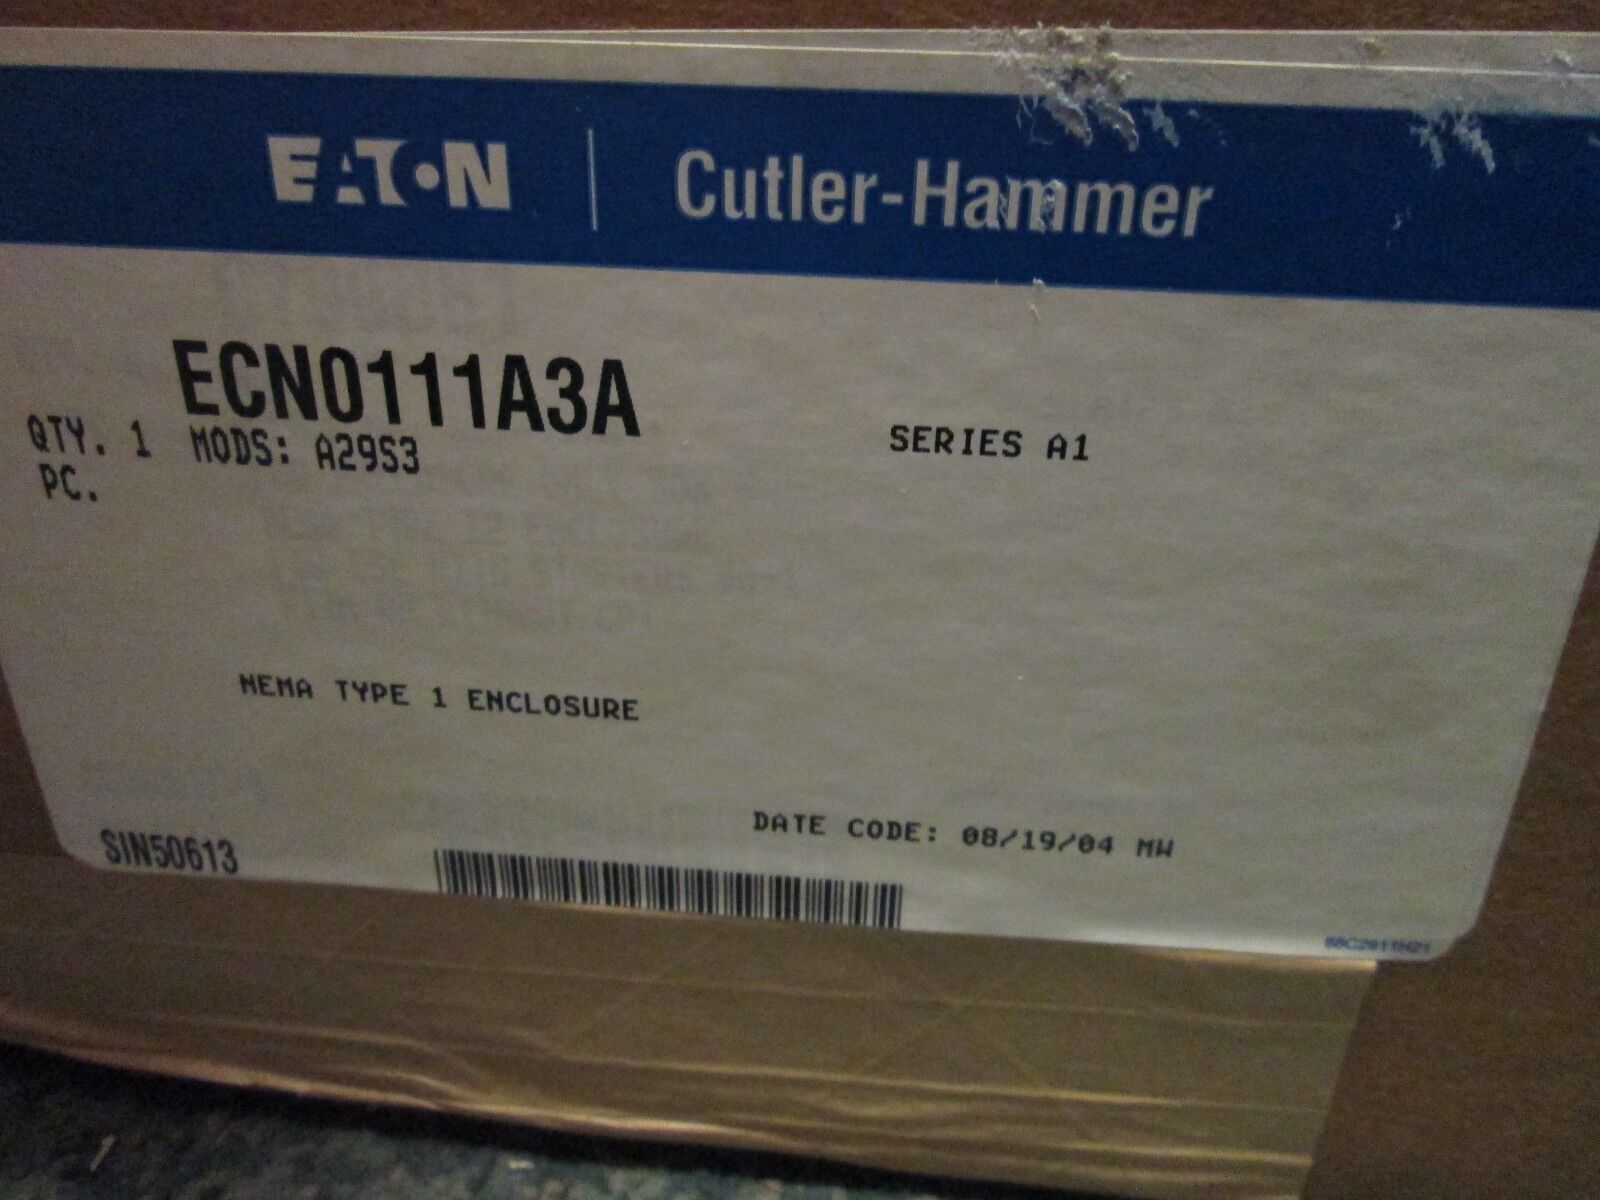 EATON | Cutler-Hammer
ECN0111A3A
QTY. 1 MODS: A29S3 SERIES A1
PC.
NEMA TYPE 1 ENCLOSURE
DATE CODE: 08/19/04 MW
SIN50613